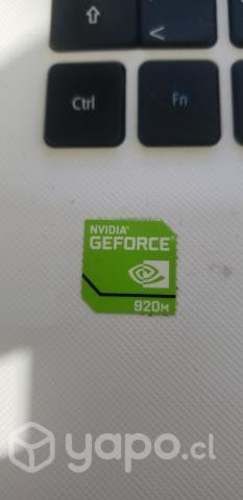 <
Ctrl
Fn
NVIDIA®
GEFORCE®
920M
yapo.cl